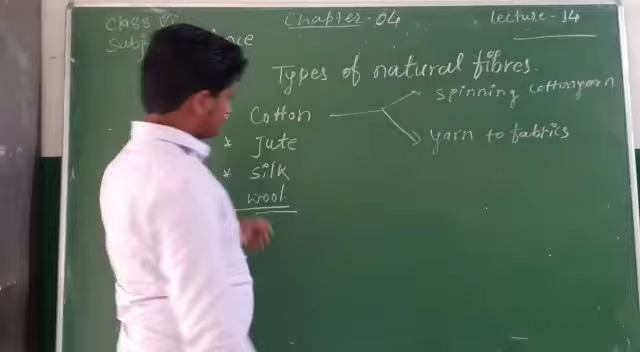 Class VI Chapter - 04 Lecture - 14
Types of natural fibres.
Cotton spinning cotton yarn
* Jute yarn to fabrics
* Silk
Wool